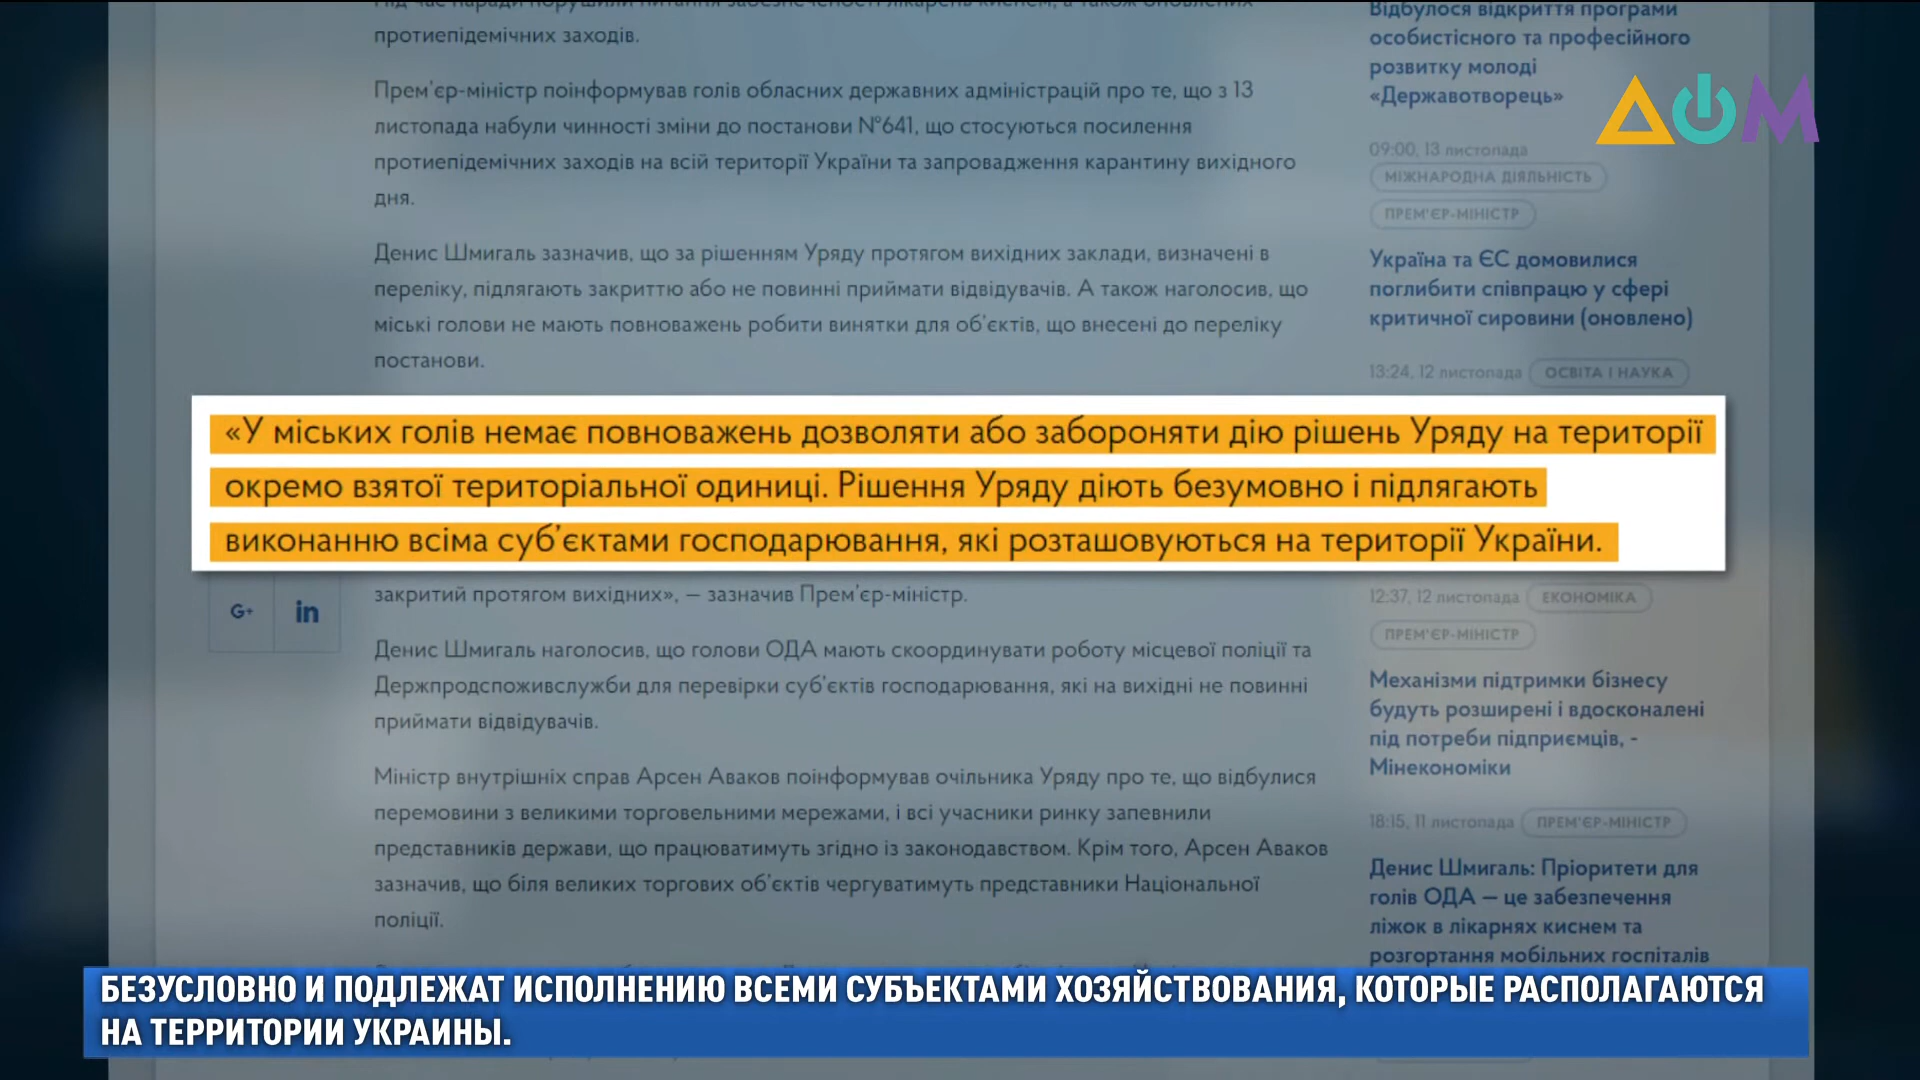 Під час наради порушили питання забезпеченості лікарень киснем, а також оновлених
протиепідемічних заходів.
Прем'єр-міністр поінформував голів обласних державних адміністрацій про те, що з 13
листопада набули чинності зміни до постанови №641, що стосуються посилення
протиепідемічних заходів на всій території України та запровадження карантину вихідного
дня.
Денис Шмигаль зазначив, що за рішенням Уряду протягом вихідних заклади, визначені в
переліку, підлягають закриттю або не повинні приймати відвідувачів. А також наголосив, що
міські голови не мають повноважень робити винятки для об'єктів, що внесені до переліку
постанови.
«У міських голів немає повноважень дозволяти або забороняти дію рішень Уряду на території
окремо взятої територіальної одиниці. Рішення Уряду діють безумовно і підлягають
виконанню всіма суб'єктами господарювання, які розташовуються на території України.
закритий протягом вихідних», — зазначив Прем'єр-міністр.
G+ in
Денис Шмигаль наголосив, що голови ОДА мають скоординувати роботу місцевої поліції та
Держпродспоживслужби для перевірки суб'єктів господарювання, які на вихідні не повинні
приймати відвідувачів.
Міністр внутрішніх справ Арсен Аваков поінформував очільника Уряду про те, що відбулися
перемовини з великими торговельними мережами, і всі учасники ринку запевнили
представників держави, що працюватимуть згідно із законодавством. Крім того, Арсен Аваков
зазначив, що біля великих торгових об'єктів чергуватимуть представники Національної
поліції.
Відбулося відкриття програми
особистісного та професійного
розвитку молоді
«Державотворець»
ДОМ
09:00, 13 листопада
МІЖНАРОДНА ДІЯЛЬНІСТЬ
ПРЕМ'ЄР-МІНІСТР
Україна та ЄС домовилися
поглибити співпрацю у сфері
критичної сировини (оновлено)
13:24, 12 листопада ОСВІТА І НАУКА
12:37, 12 листопада ЕКОНОМІКА
ПРЕМ'ЄР-МІНІСТР
Механізми підтримки бізнесу
будуть розширені і вдосконалені
під потреби підприємців, -
Мінекономіки
18:15, 11 листопада ПРЕМ'ЄР-МІНІСТР
Денис Шмигаль: Пріоритети для
голів ОДА — це забезпечення
ліжок в лікарнях киснем та
розгортання мобільних госпіталів
БЕЗУСЛОВНО И ПОДЛЕЖАТ ИСПОЛНЕНИЮ ВСЕМИ СУБЪЕКТАМИ ХОЗЯЙСТВОВАНИЯ, КОТОРЫЕ РАСПОЛАГАЮТСЯ
НА ТЕРРИТОРИИ УКРАИНЫ.